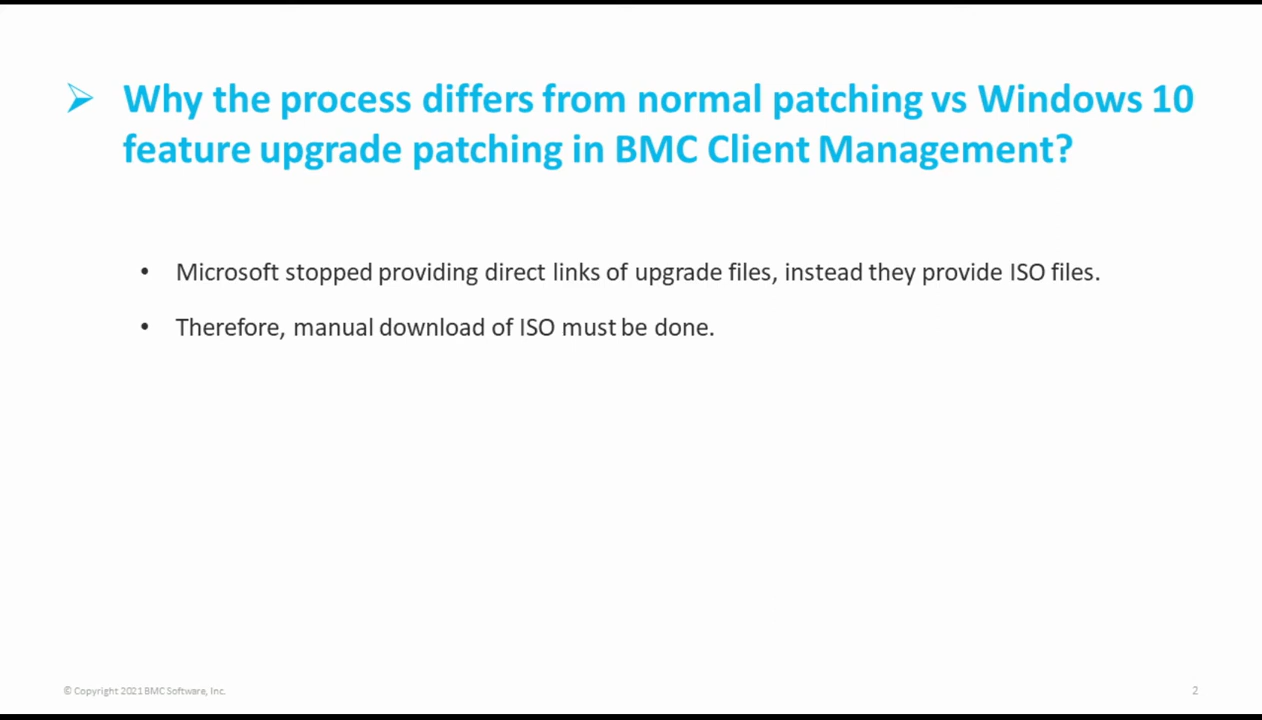 ➢ Why the process differs from normal patching vs Windows 10
feature upgrade patching in BMC Client Management?
• Microsoft stopped providing direct links of upgrade files, instead they provide ISO files.
• Therefore, manual download of ISO must be done.
© Copyright 2021 BMC Software, Inc.
2